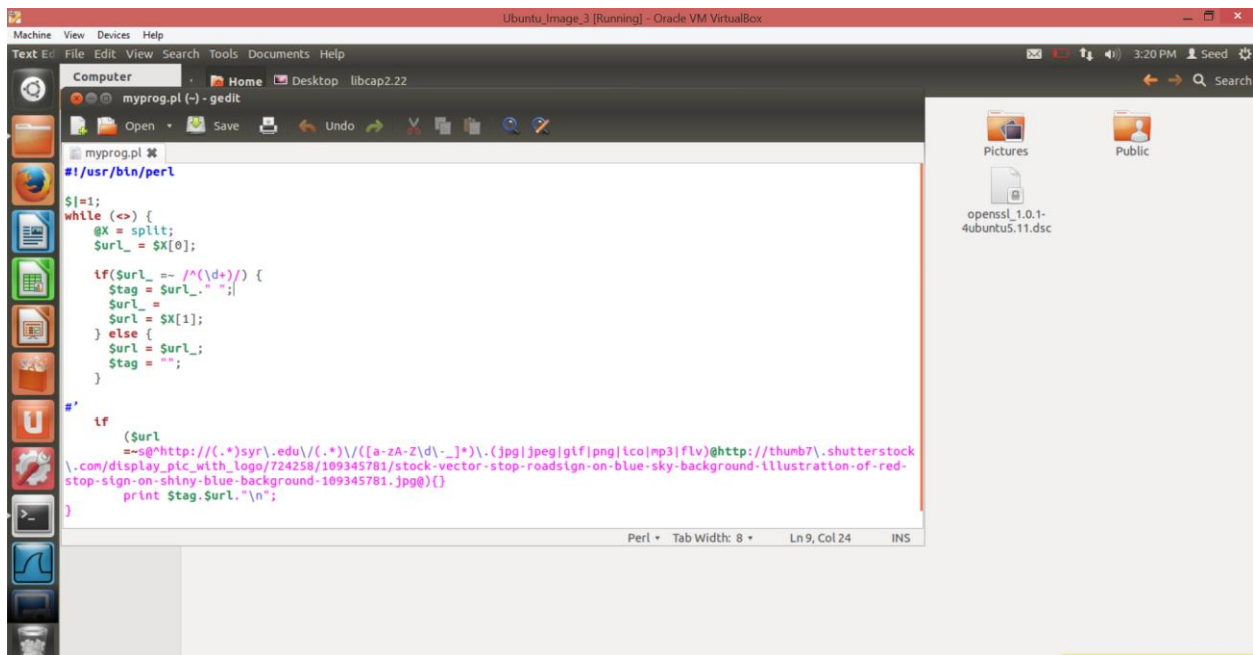 Ubuntu_Image_3 [Running] - Oracle VM VirtualBox
Machine View Devices Help
Text Ed File Edit View Search Tools Documents Help 3:20 PM Seed
Computer Home Desktop libcap2.22 Search
myprog.pl (~) - gedit
Open Save Undo
myprog.pl
#!/usr/bin/perl
$|=1;
while (<>) {
@X = split;
$url_ = $X[0];
if($url_ =~ /^(\d+)/) {
$tag = $url_." ";
$url_ =
$url = $X[1];
} else {
$url = $url_;
$tag = "";
}
#’
if
($url
=~s@^http://(.*)syr\.edu\/(.*)\/([a-zA-Z\d\-_]*)\.(jpg|jpeg|gif|png|ico|mp3|flv)@http://thumb7\.shutterstock
\.com/display_pic_with_logo/724258/109345781/stock-vector-stop-roadsign-on-blue-sky-background-illustration-of-red-
stop-sign-on-shiny-blue-background-109345781.jpg@){}
print $tag.$url."\n";
}
Perl Tab Width: 8 Ln 9, Col 24 INS
Pictures Public
openssl_1.0.1-
4ubuntu5.11.dsc